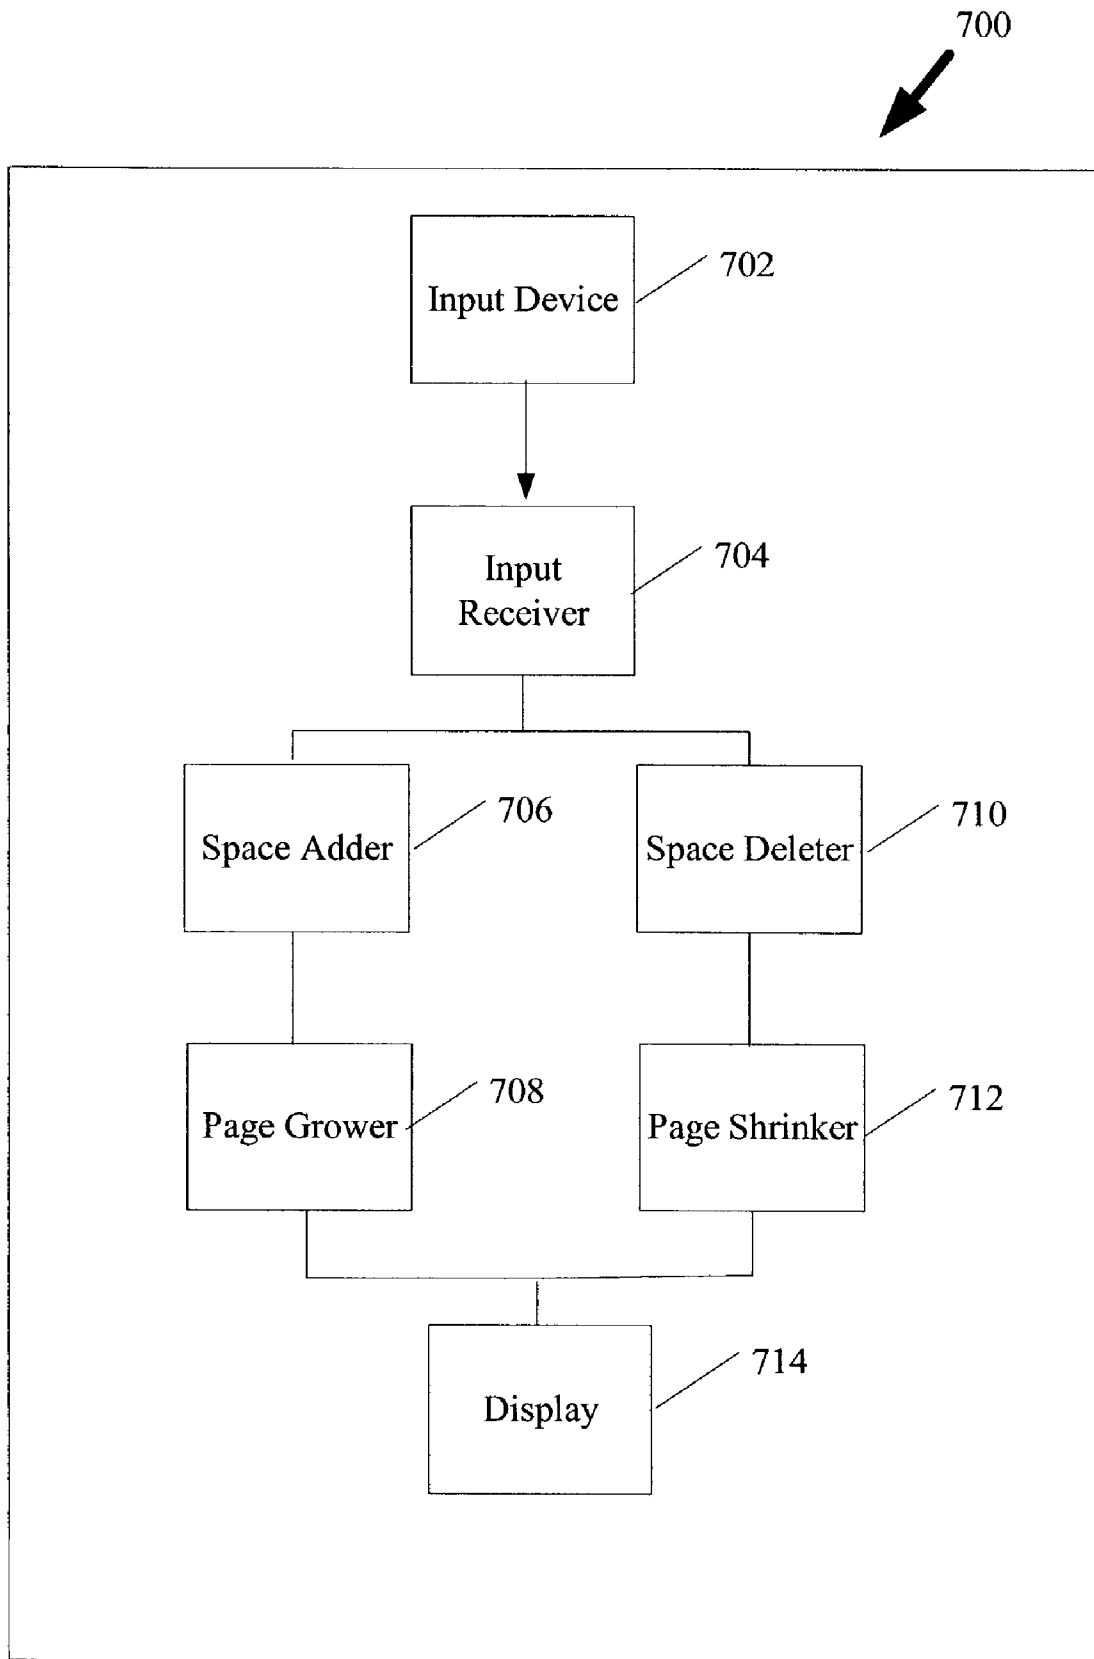 700
Input Device
702
Input
Receiver
704
Space Adder
706
Space Deleter
710
Page Grower
708
Page Shrinker
712
Display
714